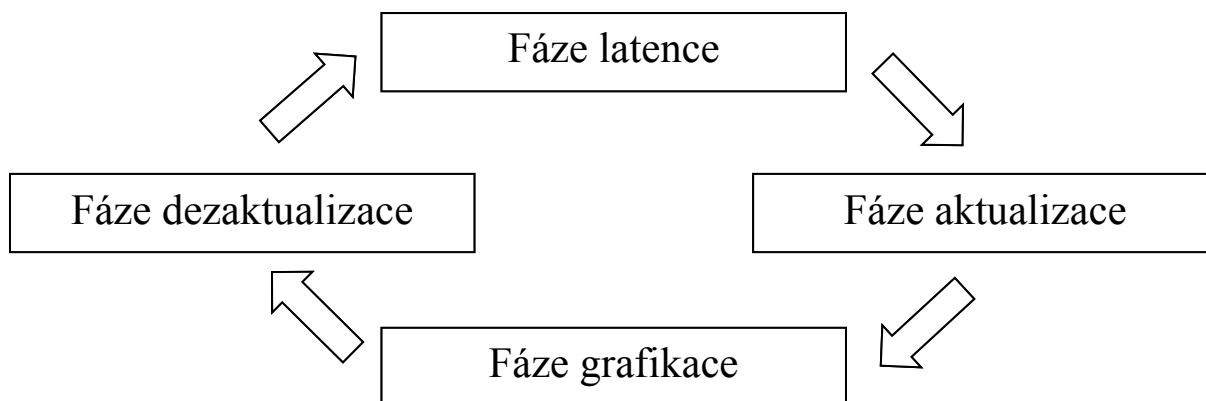 Fáze latence
Fáze dezaktualizace
Fáze aktualizace
Fáze grafikace